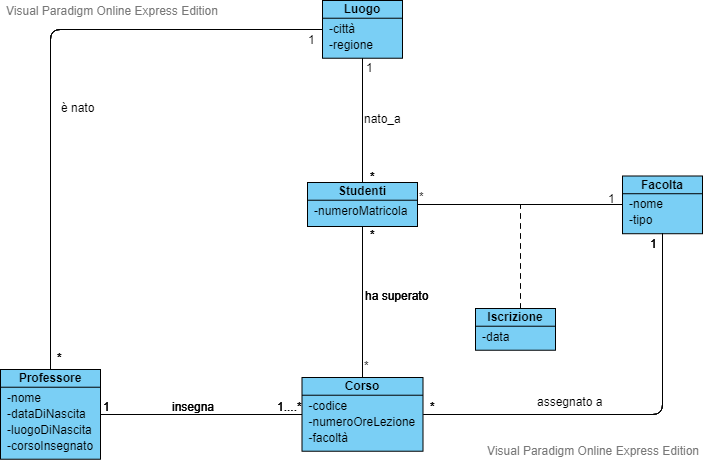 Visual Paradigm Online Express Edition
Luogo
-città
-regione
1
1
è nato
nato_a
*
Studenti
-numeroMatricola
*
1
Facolta
-nome
-tipo
*
1
ha superato
Iscrizione
-data
*
*
Professore
-nome
-dataDiNascita
-luogoDiNascita
-corsoInsegnato
1
insegna
1....*
Corso
-codice
-numeroOreLezione
-facoltà
*
assegnato a
Visual Paradigm Online Express Edition